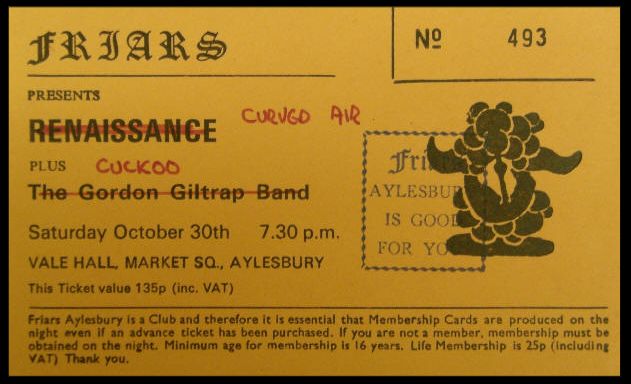 FRIARS
Nº 493
PRESENTS
RENAISSANCE
CURVGD AIR
PLUS CUCKOO
The Gordon Giltrap Band
Saturday October 30th 7.30 p.m.
VALE HALL, MARKET SQ., AYLESBURY
This Ticket value 135p (inc. VAT)
Friars
AYLESBUR
IS GOOD
FOR YO
Friars Aylesbury is a Club and therefore it is essential that Membership Cards are produced on the
night even if an advance ticket has been purchased. If you are not a member, membership must be
obtained on the night. Minimum age for membership is 16 years. Life Membership is 25p (including
VAT) Thank you.